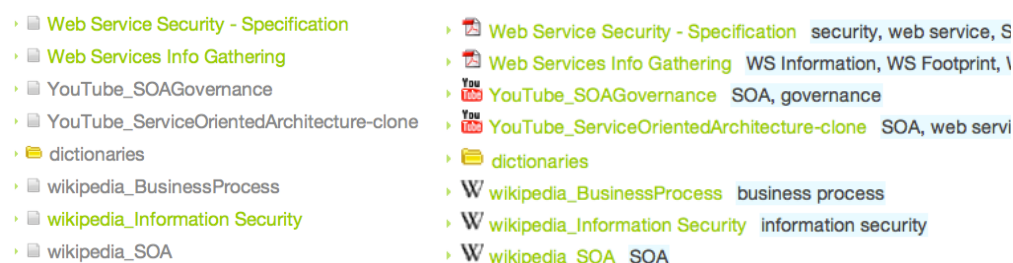 Web Service Security - Specification
Web Services Info Gathering
YouTube_SOAGovernance
YouTube_ServiceOrientedArchitecture-clone
dictionaries
wikipedia_BusinessProcess
wikipedia_Information Security
wikipedia_SOA
Web Service Security - Specification security, web service, S
Web Services Info Gathering WS Information, WS Footprint, W
You Tube YouTube_SOAGovernance SOA, governance
You Tube YouTube_ServiceOrientedArchitecture-clone SOA, web servi
dictionaries
W wikipedia_BusinessProcess business process
W wikipedia_Information Security information security
W wikipedia_SOA SOA